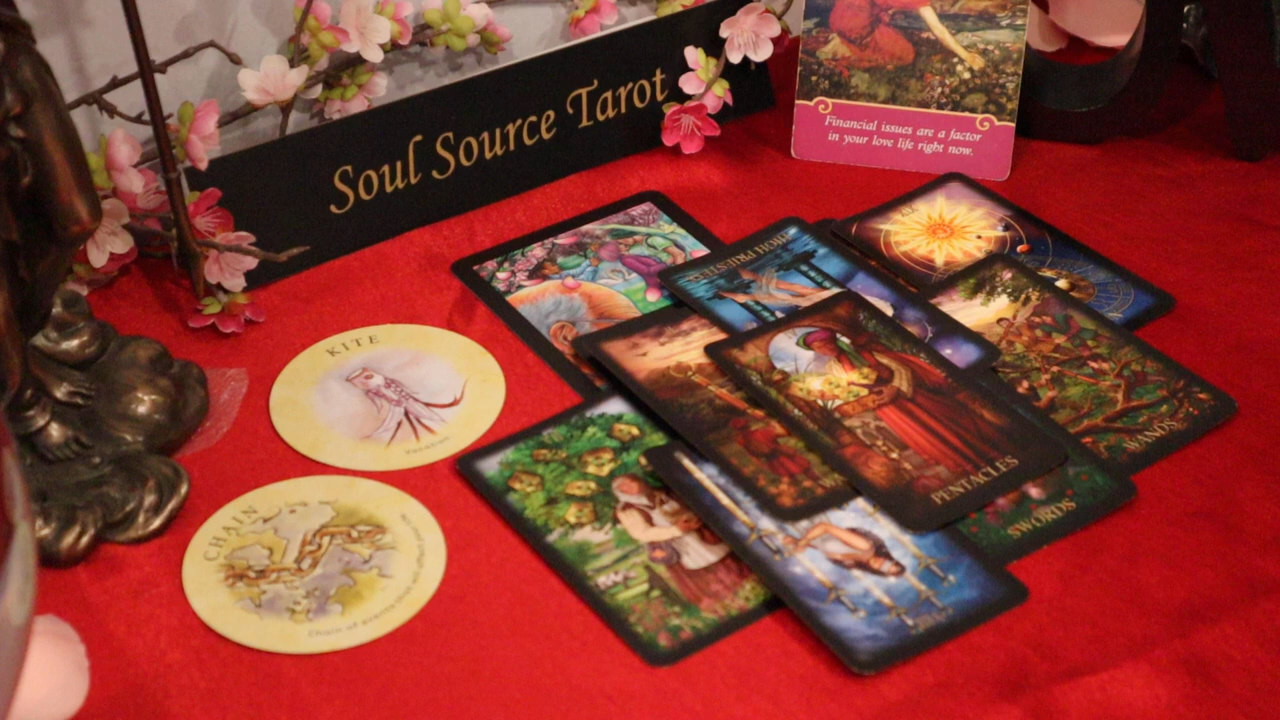 Soul Source Tarot
Financial issues are a factor
in your love life right now.
HIGH PRIESTESS
KITE
Vacation
WANDS
PENTACLES
SWORDS
CHAIN